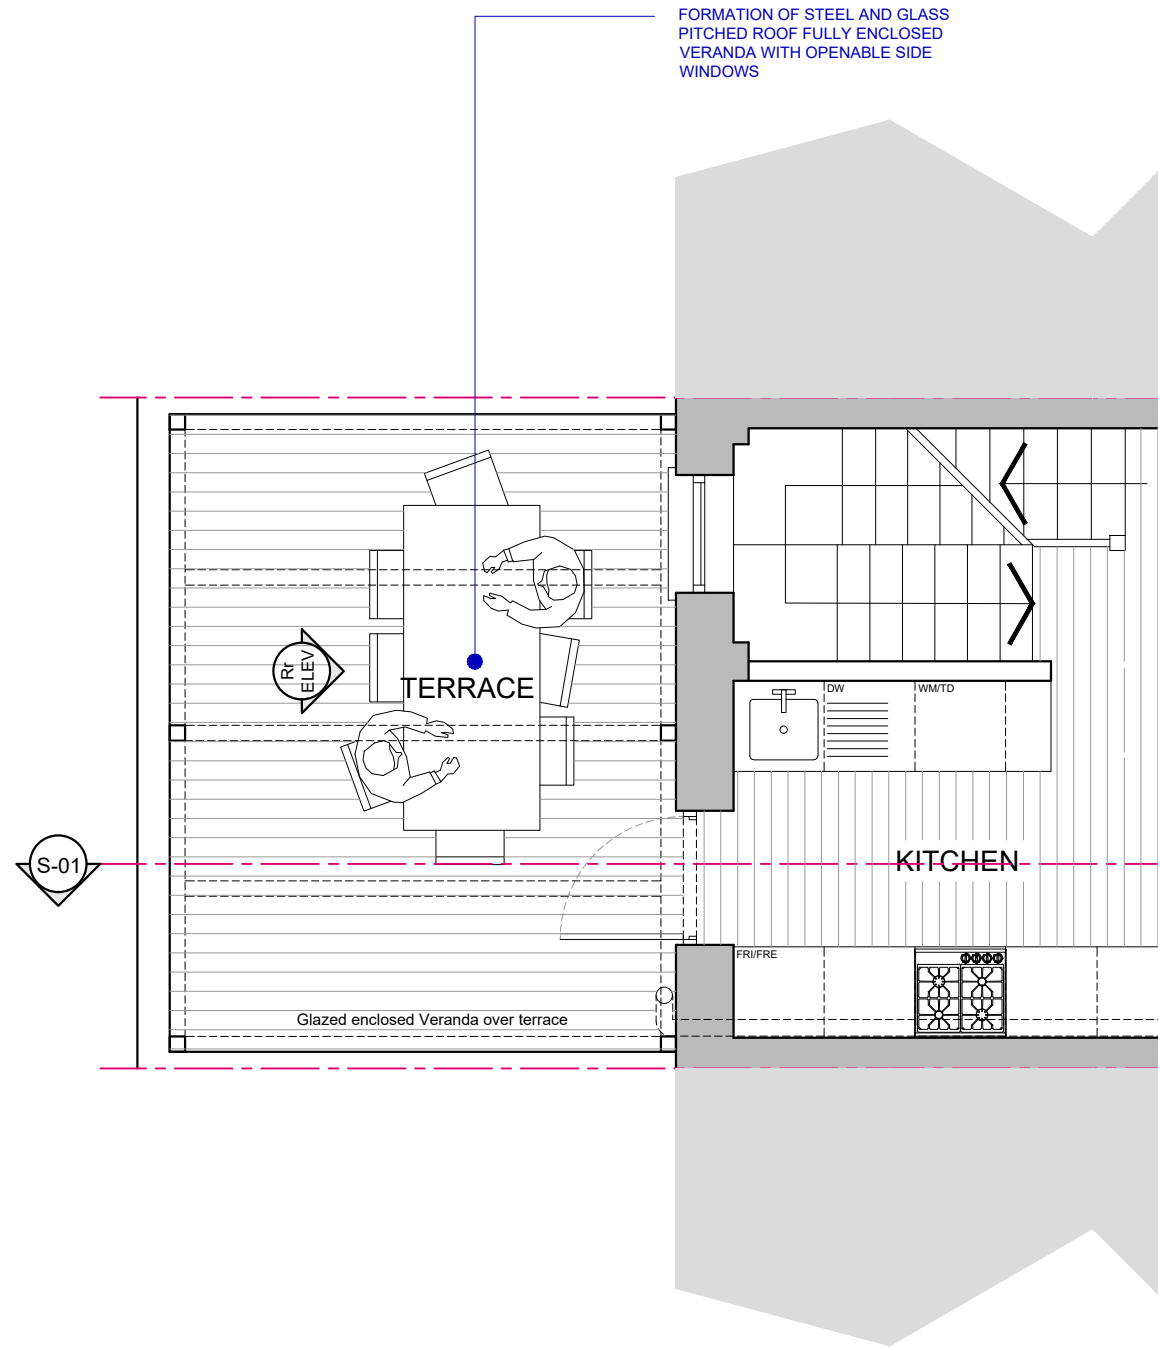 FORMATION OF STEEL AND GLASS
PITCHED ROOF FULLY ENCLOSED
VERANDA WITH OPENABLE SIDE
WINDOWS
Rr
ELEV
TERRACE
DW
WM/TD
S-01
KITCHEN
FRI/FRE
Glazed enclosed Veranda over terrace